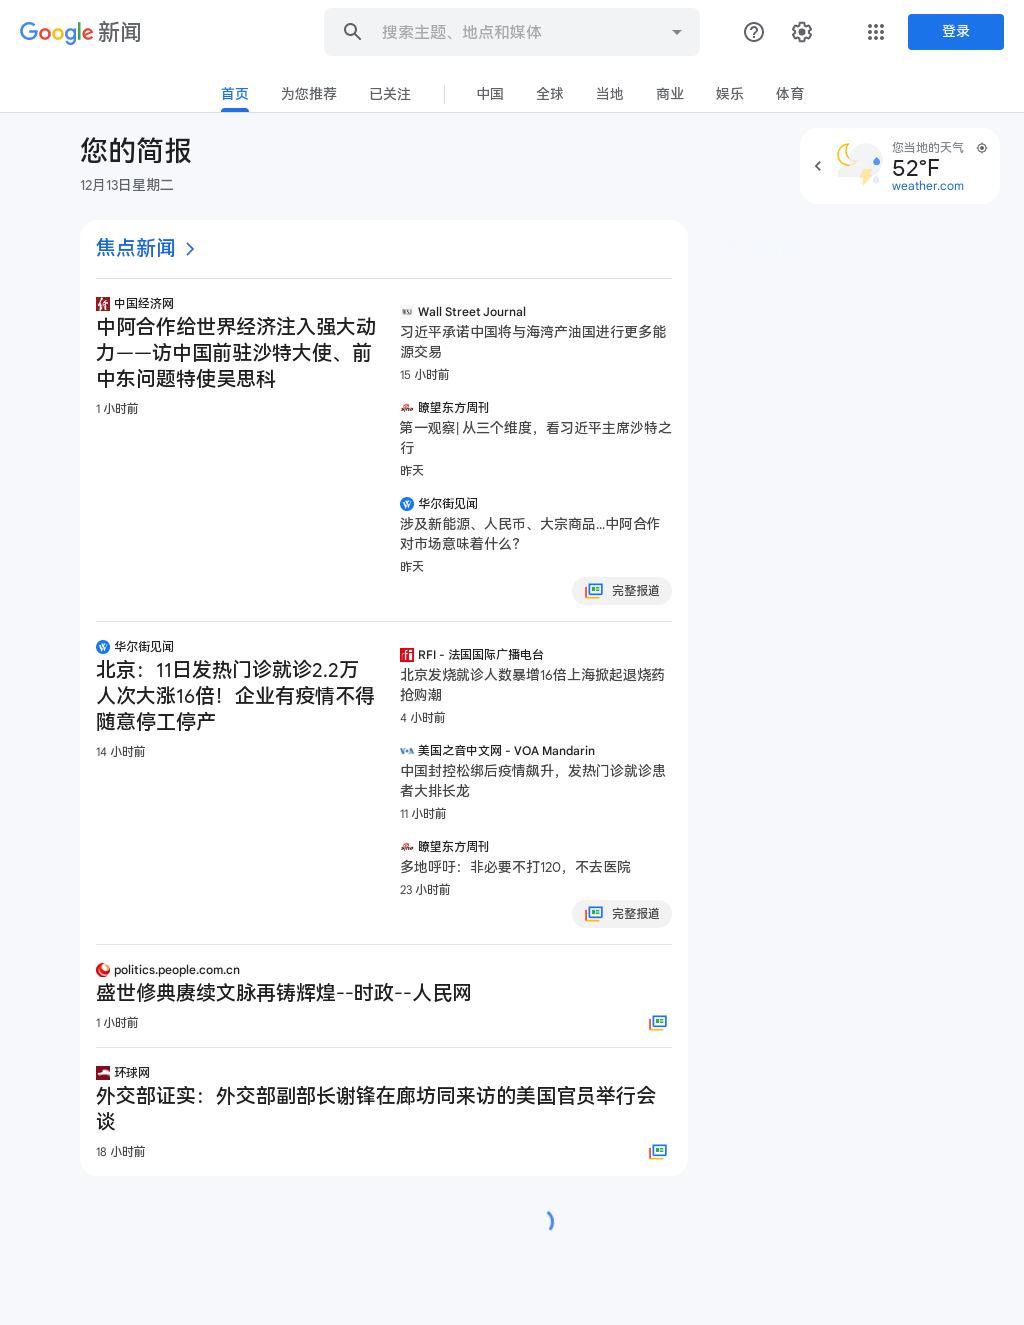 Google 新闻
搜索主题、地点和媒体
登录
首页 为您推荐 已关注 中国 全球 当地 商业 娱乐 体育
您的简报
12月13日星期二
您当地的天气
52°F
weather.com
焦点新闻
中国经济网
中阿合作给世界经济注入强大动
力——访中国前驻沙特大使、前
中东问题特使吴思科
1 小时前
WSJ Wall Street Journal
习近平承诺中国将与海湾产油国进行更多能
源交易
15 小时前
瞭望东方周刊
第一观察| 从三个维度，看习近平主席沙特之
行
昨天
华尔街见闻
涉及新能源、人民币、大宗商品...中阿合作
对市场意味着什么？
昨天
完整报道
华尔街见闻
北京：11日发热门诊就诊2.2万
人次大涨16倍！企业有疫情不得
随意停工停产
14 小时前
RFI - 法国国际广播电台
北京发烧就诊人数暴增16倍上海掀起退烧药
抢购潮
4 小时前
VOA 美国之音中文网 - VOA Mandarin
中国封控松绑后疫情飙升，发热门诊就诊患
者大排长龙
11 小时前
瞭望东方周刊
多地呼吁：非必要不打120，不去医院
23 小时前
完整报道
politics.people.com.cn
盛世修典赓续文脉再铸辉煌--时政--人民网
1 小时前
环球网
外交部证实：外交部副部长谢锋在廊坊同来访的美国官员举行会
谈
18 小时前